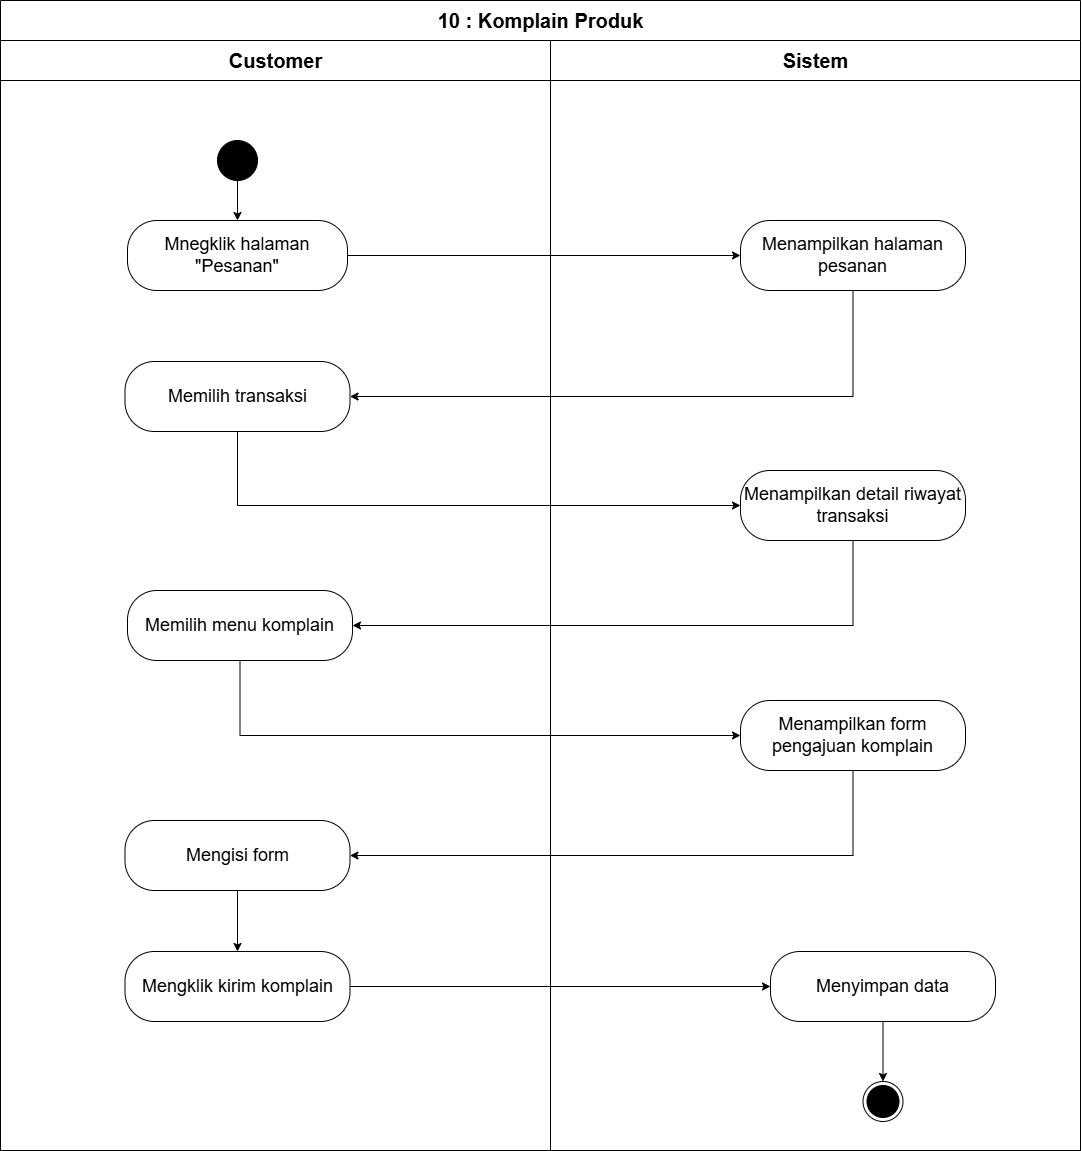 10 : Komplain Produk
Customer
Sistem
Mnegklik halaman
"Pesanan"
Menampilkan halaman
pesanan
Memilih transaksi
Menampilkan detail riwayat
transaksi
Memilih menu komplain
Menampilkan form
pengajuan komplain
Mengisi form
Mengklik kirim komplain
Menyimpan data